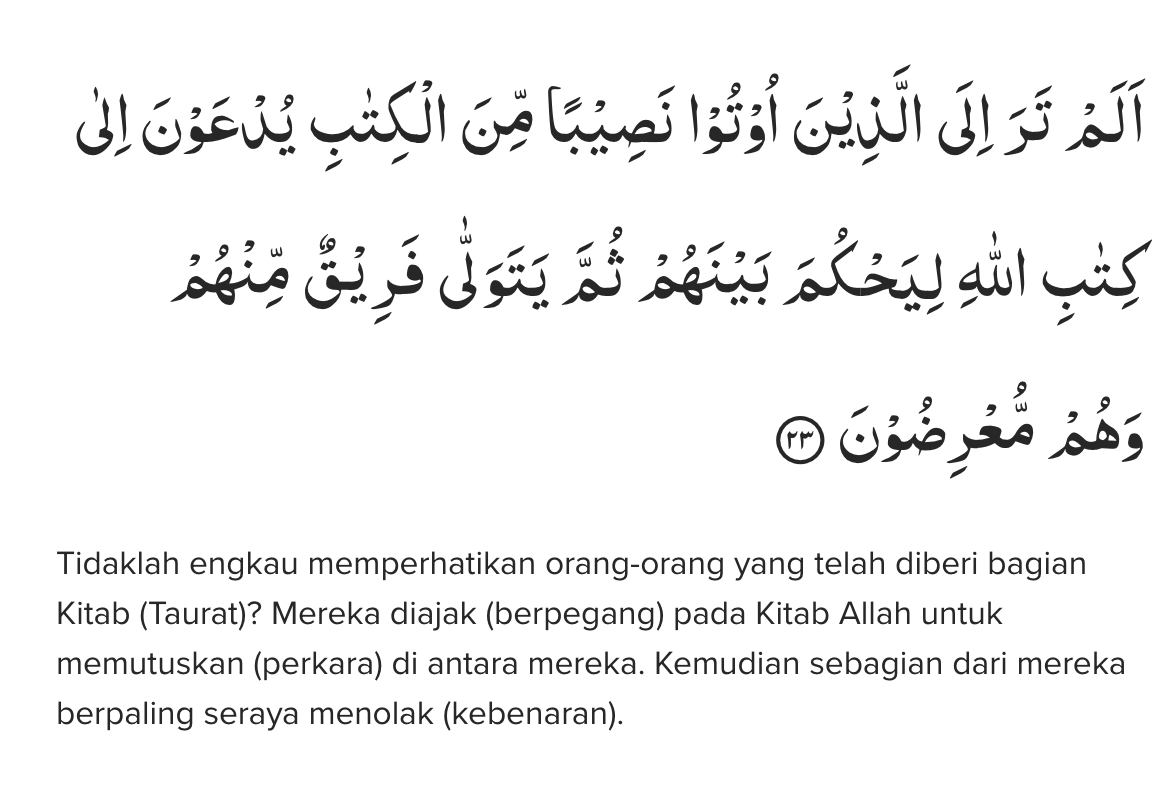 اَلَمْ تَرَ اِلَى الَّذِيْنَ اُوْتُوْا نَصِيْبًا مِّنَ الْكِتٰبِ يُدْعَوْنَ اِلٰى
كِتٰبِ اللّٰهِ لِيَحْكُمَ بَيْنَهُمْ ثُمَّ يَتَوَلّٰى فَرِيْقٌ مِّنْهُمْ
وَهُمْ مُّعْرِضُوْنَ ٢٣
Tidaklah engkau memperhatikan orang-orang yang telah diberi bagian
Kitab (Taurat)? Mereka diajak (berpegang) pada Kitab Allah untuk
memutuskan (perkara) di antara mereka. Kemudian sebagian dari mereka
berpaling seraya menolak (kebenaran).